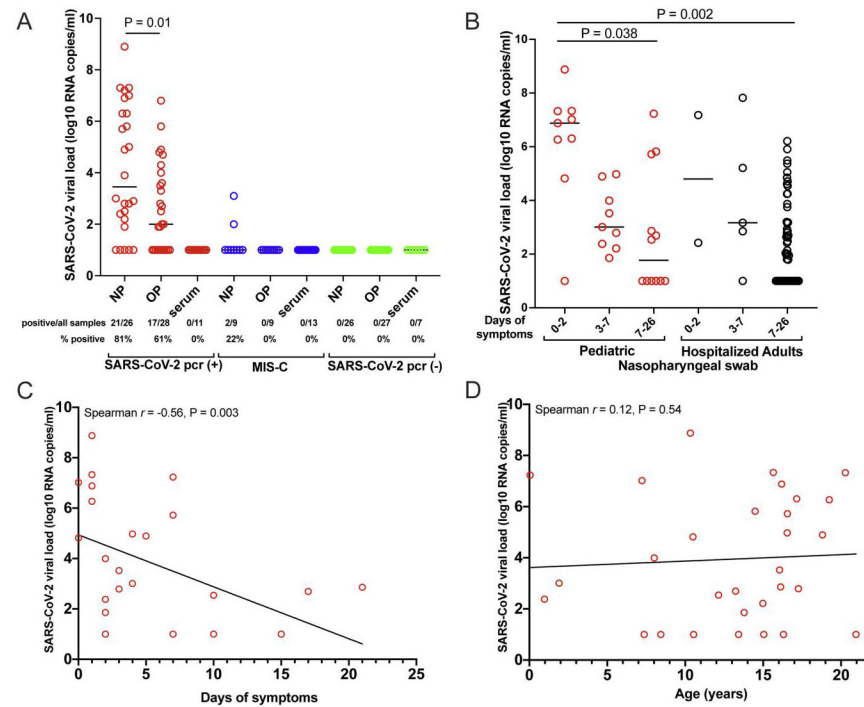 A
P = 0.01
SARS-CoV-2 viral load (log10 RNA copies/ml)
10
8
6
4
2
0
NP OP serum NP OP serum NP OP serum
positive/all samples 21/26 17/28 0/11 2/9 0/9 0/13 0/26 0/27 0/7
% positive 81% 61% 0% 22% 0% 0% 0% 0% 0%
SARS-CoV-2 pcr (+) MIS-C SARS-CoV-2 pcr (-)
B
P = 0.002
P = 0.038
SARS-CoV-2 viral load (log10 RNA copies/ml)
10
8
6
4
2
0
Days of symptoms 0-2 3-7 7-26 0-2 3-7 7-26
Pediatric Hospitalized Adults
Nasopharyngeal swab
C
Spearman r = -0.56, P = 0.003
SARS-CoV-2 viral load (log10 RNA copies/ml)
10
8
6
4
2
0
0 5 10 15 20 25
Days of symptoms
D
Spearman r = 0.12, P = 0.54
SARS-CoV-2 viral load (log10 RNA copies/ml)
10
8
6
4
2
0
0 5 10 15 20
Age (years)